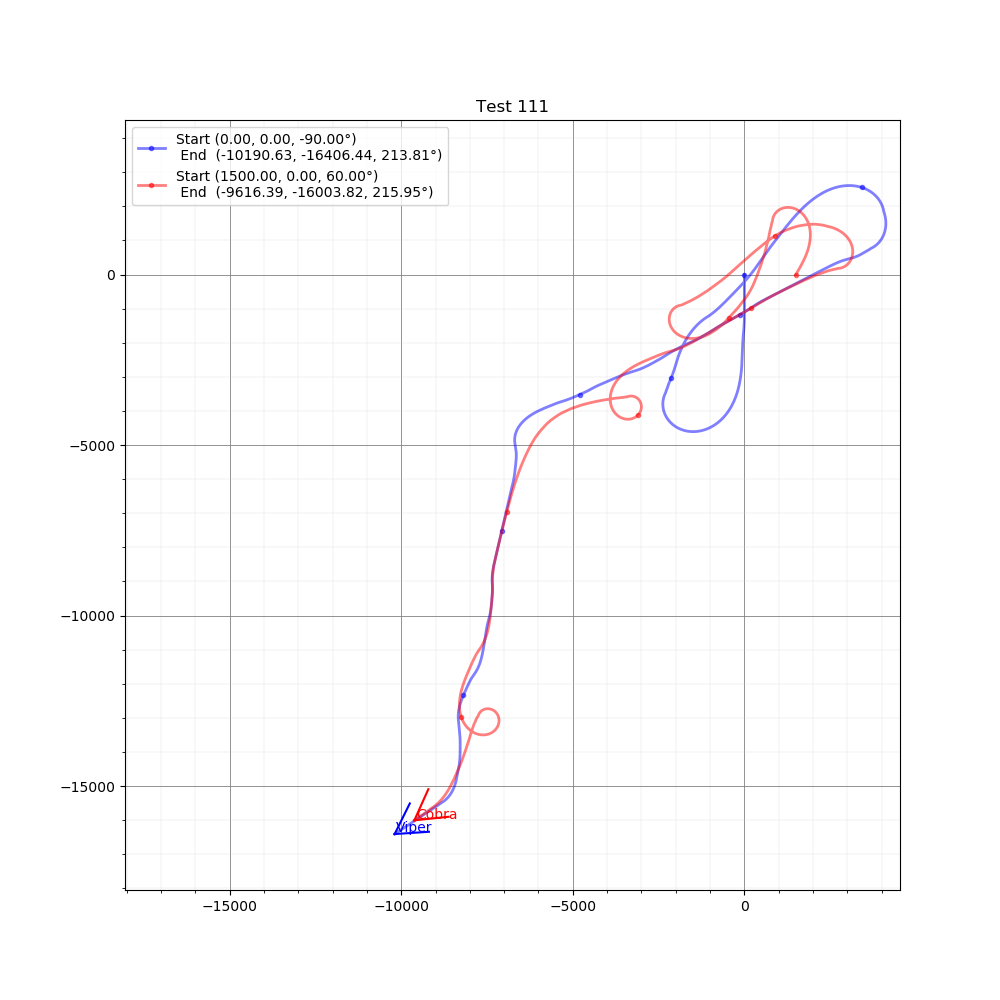 Test 111
Start (0.00, 0.00, -90.00°)
End  (-10190.63, -16406.44, 213.81°)
Start (1500.00, 0.00, 60.00°)
End  (-9616.39, -16003.82, 215.95°)
0
−5000
−10000
−15000
Cobra
Viper
−15000
−10000
−5000
0